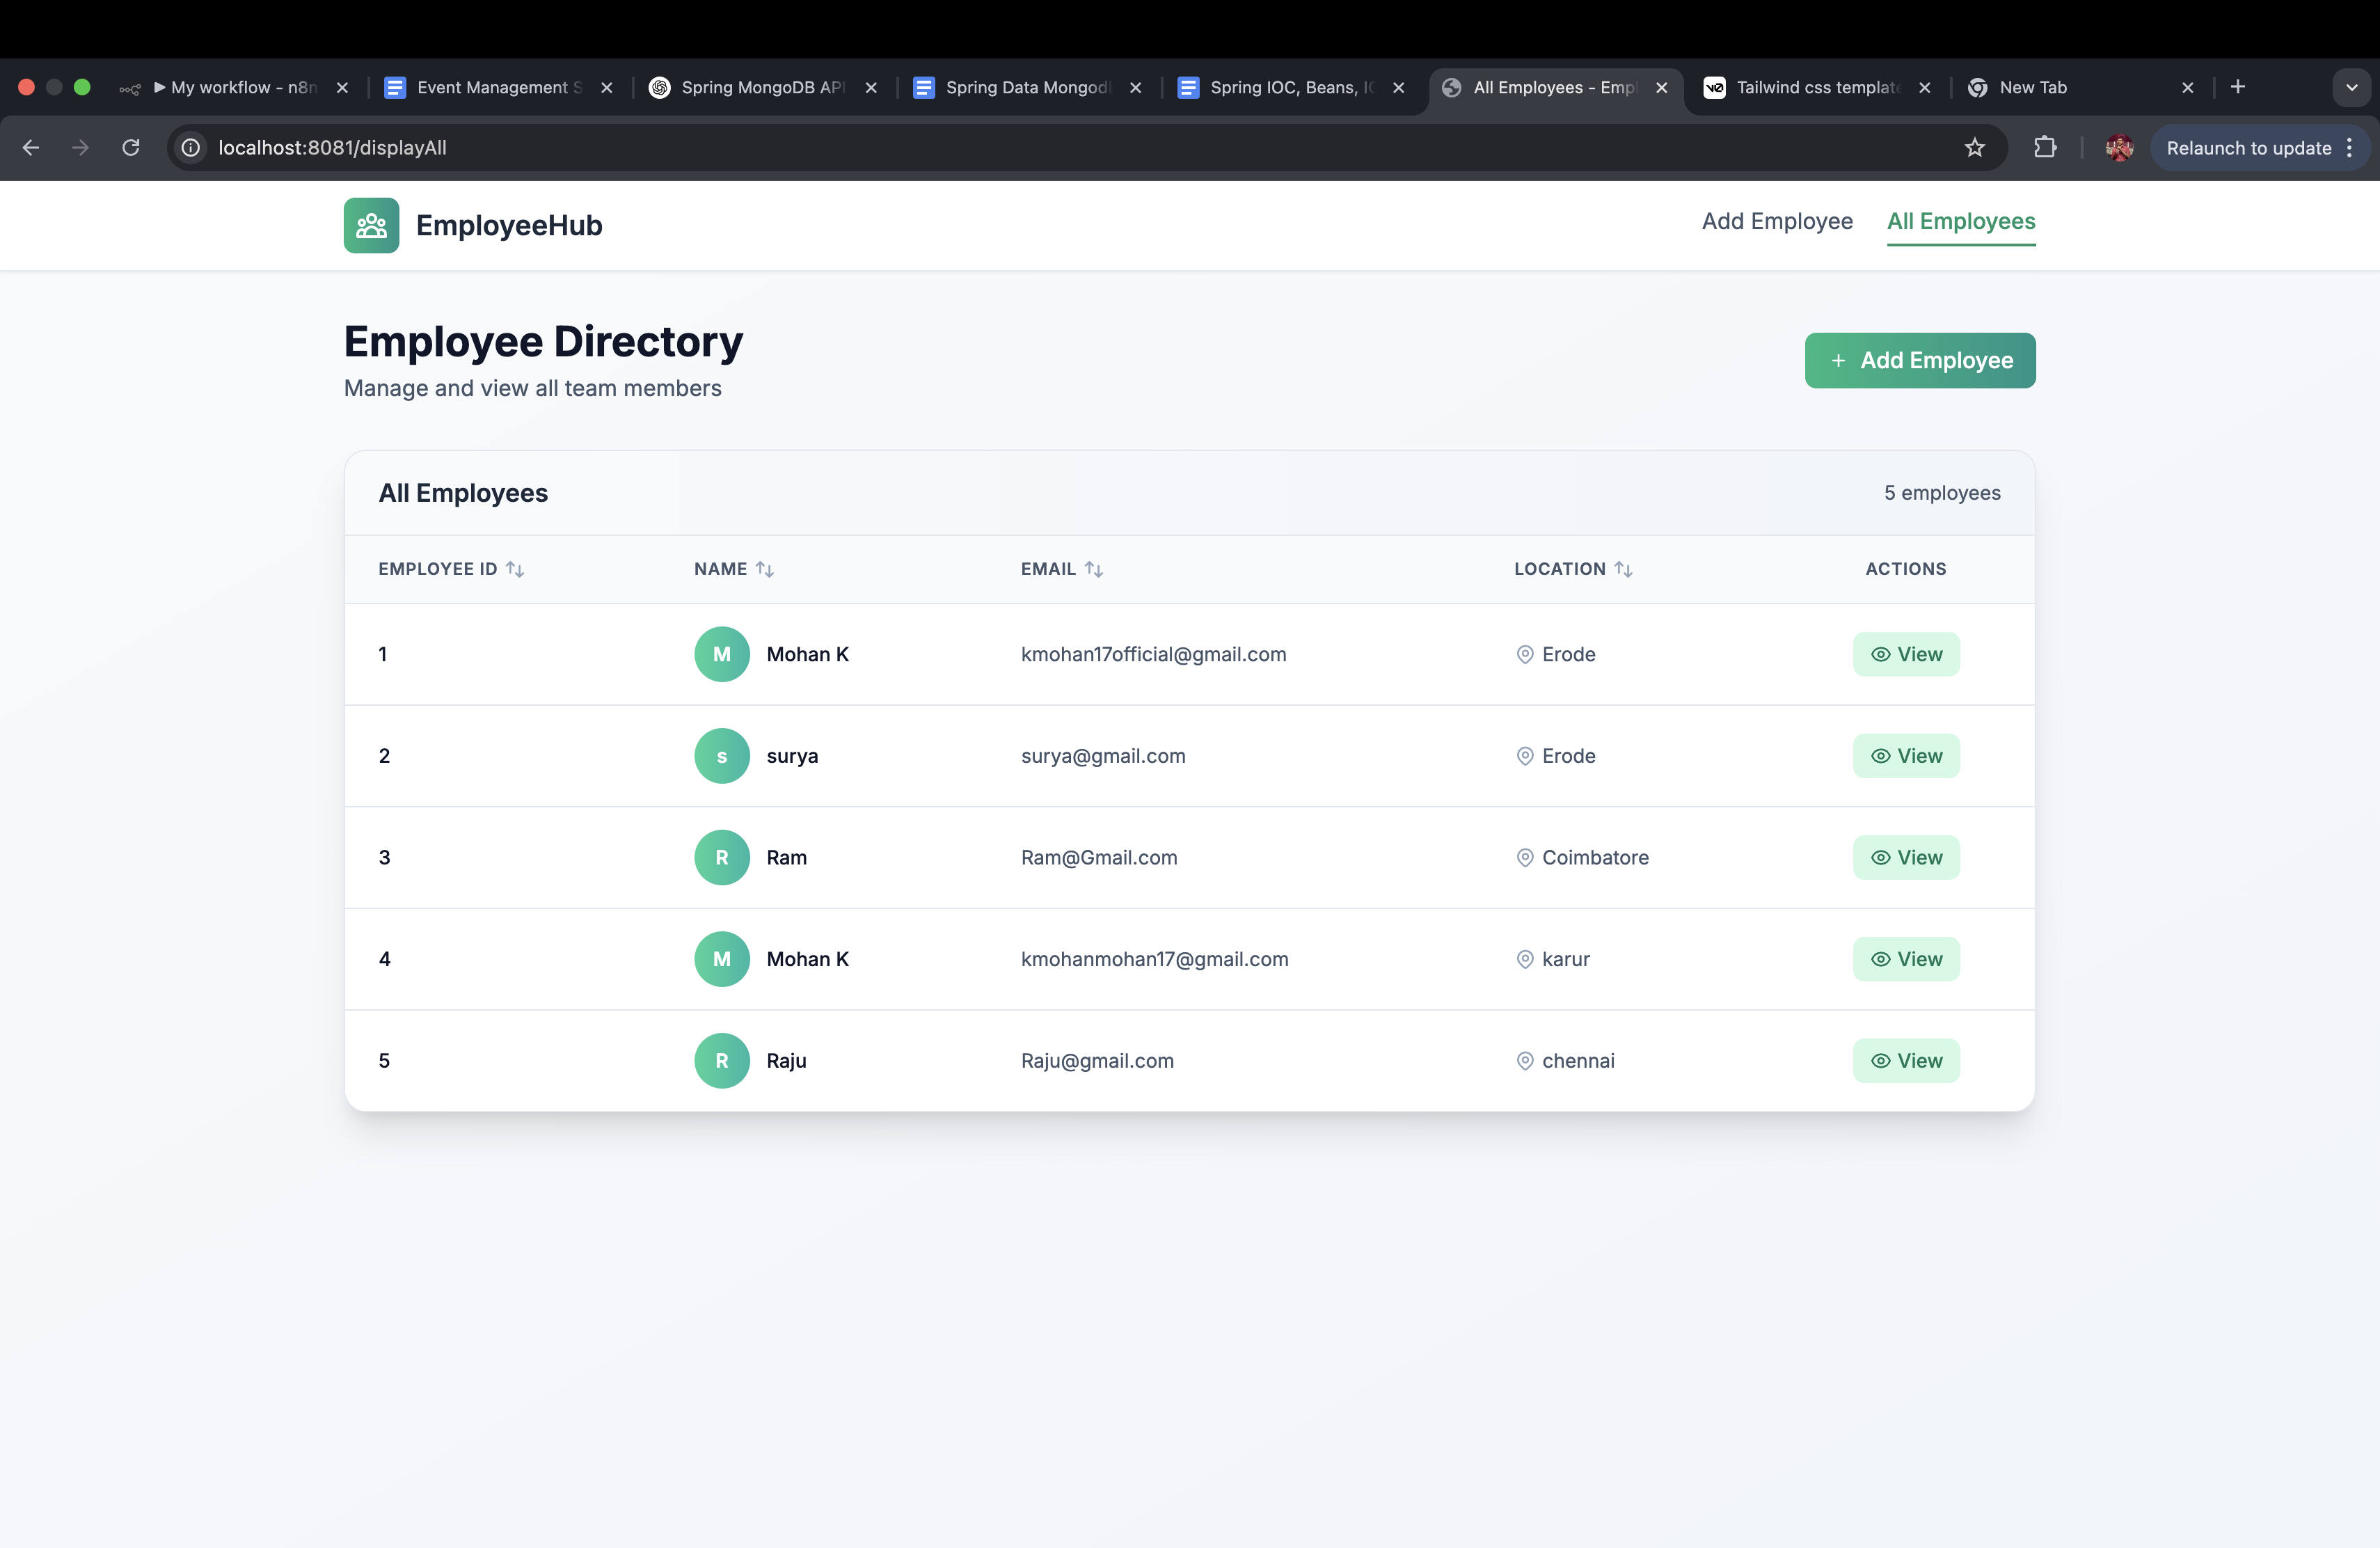 My workflow - n8n
Event Management S
Spring MongoDB API
Spring Data Mongod
Spring IOC, Beans, IO
All Employees - Emp
Tailwind css template
New Tab
localhost:8081/displayAll
Relaunch to update
EmployeeHub
Add Employee
All Employees
Employee Directory
Manage and view all team members
+ Add Employee
All Employees
5 employees
EMPLOYEE ID NAME EMAIL LOCATION ACTIONS
1 M Mohan K kmohan17official@gmail.com Erode View
2 s surya surya@gmail.com Erode View
3 R Ram Ram@Gmail.com Coimbatore View
4 M Mohan K kmohanmohan17@gmail.com karur View
5 R Raju Raju@gmail.com chennai View